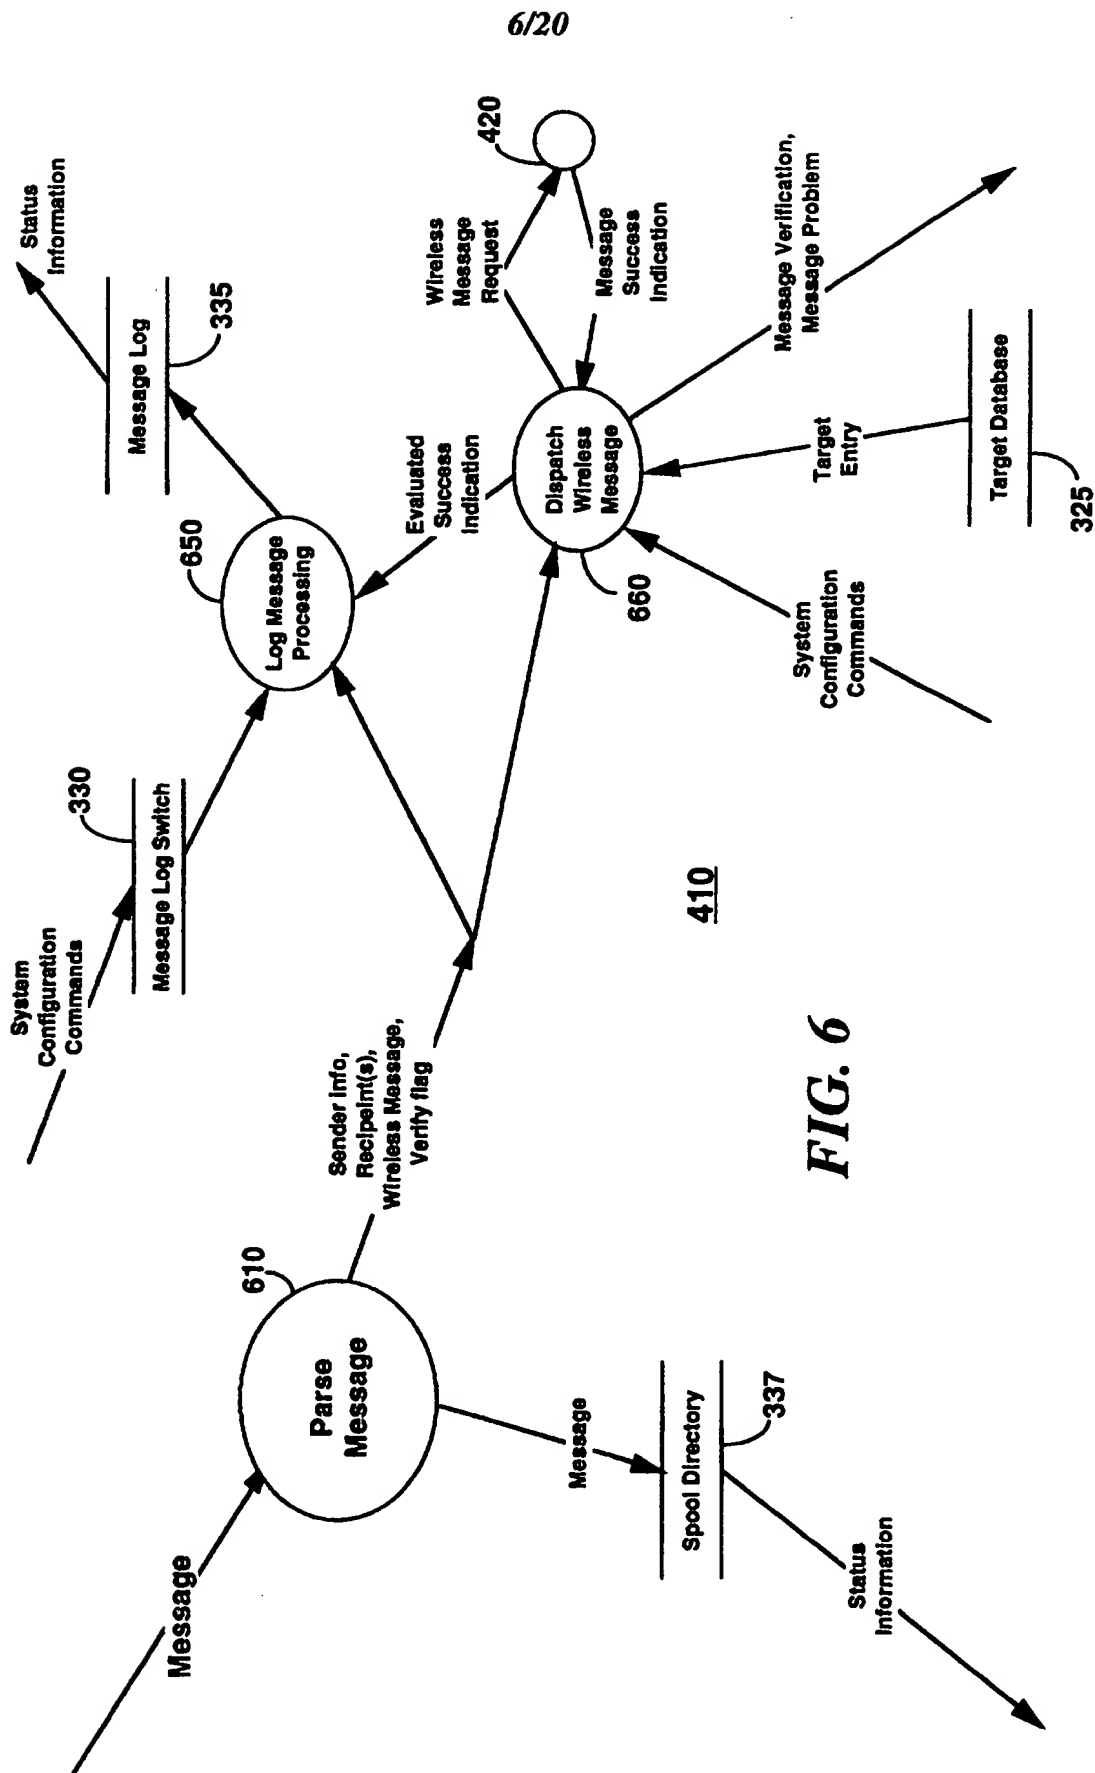 6/20
Message
Parse
Message
610
Message
Spool Directory
337
Status
Information
Sender info,
Recipeint(s),
Wireless Message,
Verify flag
System
Configuration
Commands
Message Log Switch
330
Log Message
Processing
650
Message Log
335
Status
Information
Evaluated
Success
Indication
Dispatch
Wireless
Message
660
Wireless
Message
Request
420
Message
Success
Indication
Message Verification,
Message Problem
Target
Entry
Target Database
325
System
Configuration
Commands
410
FIG. 6